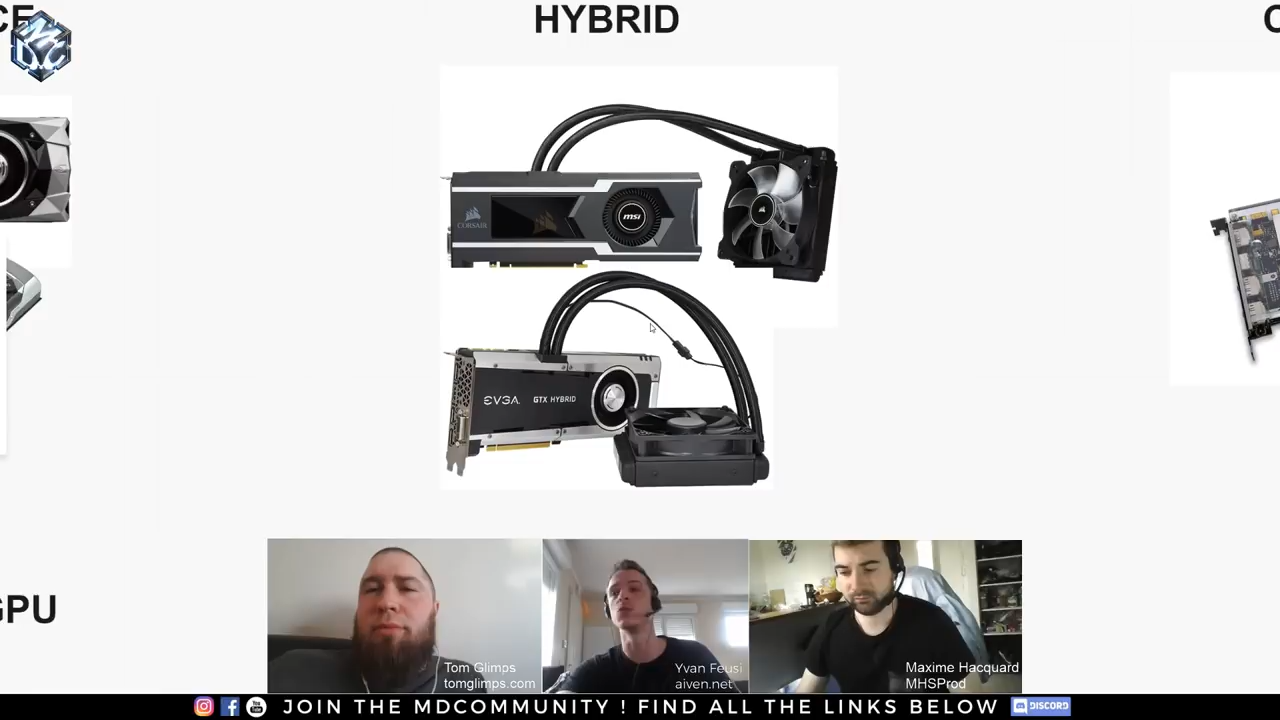 HYBRID
CORSAIR
msi
EVGA.
GTX HYBRID
GPU
Tom Glimps
tomglimps.com
Yvan Feusi
aiven.net
Maxime Hacquard
MHSProd
JOIN THE MDCOMMUNITY ! FIND ALL THE LINKS BELOW
DISCORD